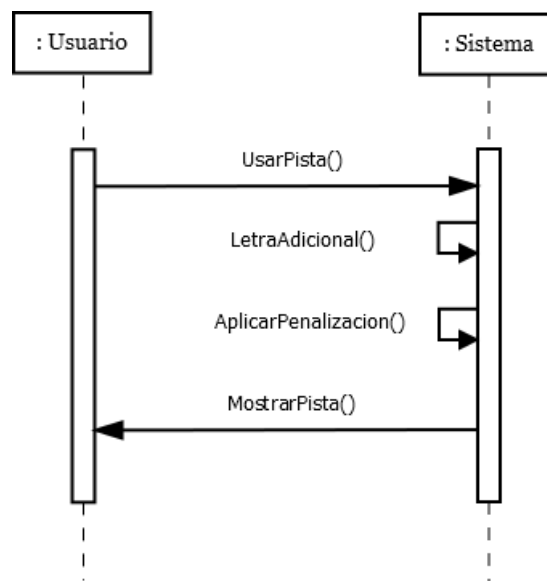 : Usuario
: Sistema
UsarPista()
LetraAdicional()
AplicarPenalizacion()
MostrarPista()